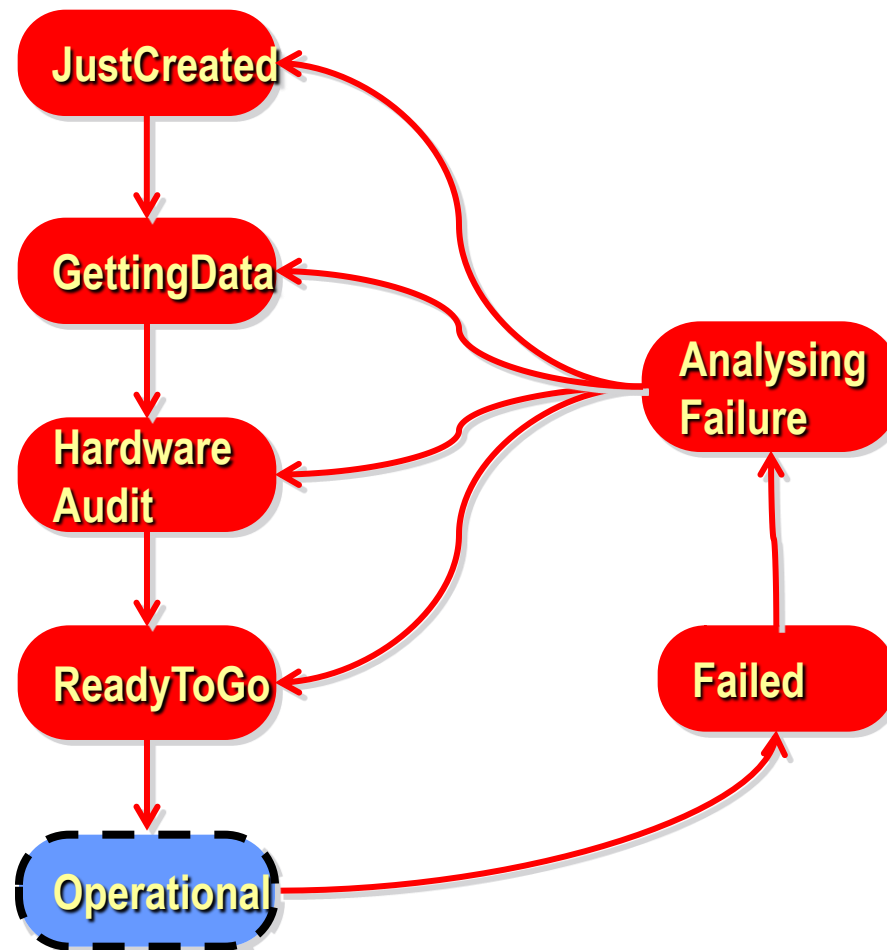 JustCreated
GettingData
Hardware
Audit
ReadyToGo
Operational
Analysing
Failure
Failed